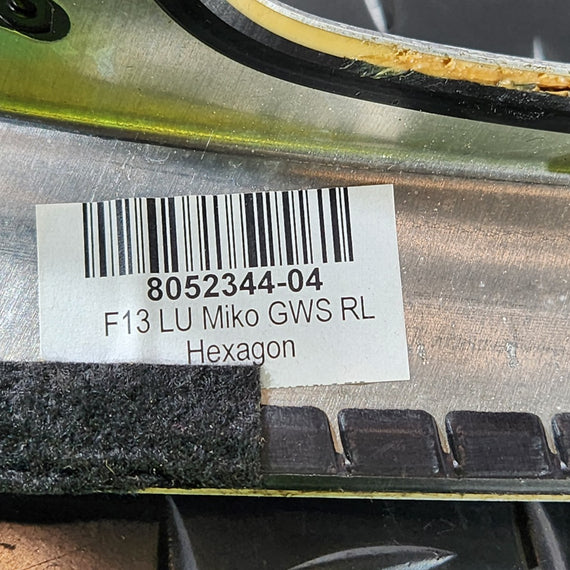 8052344-04
F13 LU Miko GWS RL
Hexagon